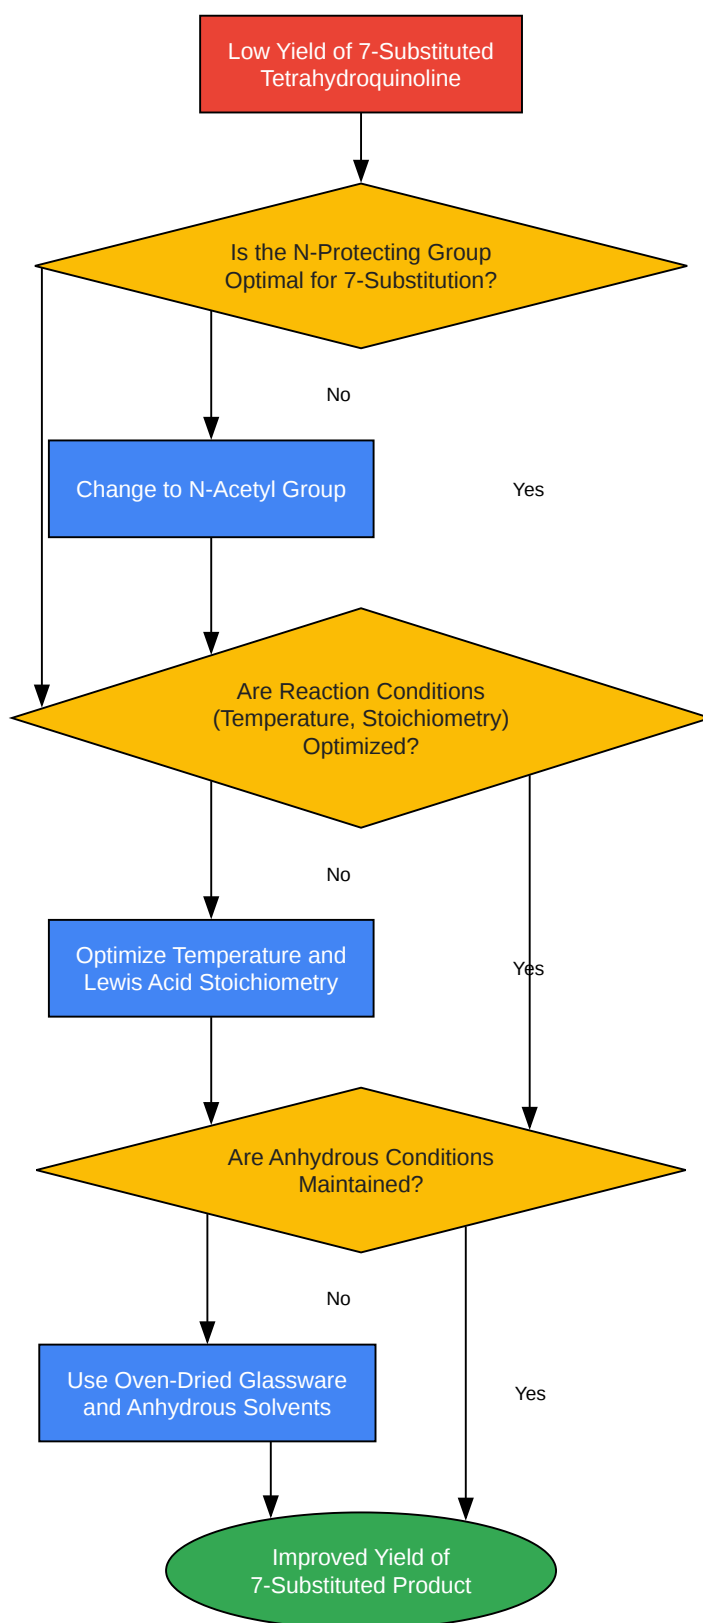 Low Yield of 7-Substituted
Tetrahydroquinoline
Is the N-Protecting Group
Optimal for 7-Substitution?
No
Change to N-Acetyl Group
Yes
Are Reaction Conditions
(Temperature, Stoichiometry)
Optimized?
No
Optimize Temperature and
Lewis Acid Stoichiometry
Yes
Are Anhydrous Conditions
Maintained?
No
Use Oven-Dried Glassware
and Anhydrous Solvents
Yes
Improved Yield of
7-Substituted Product